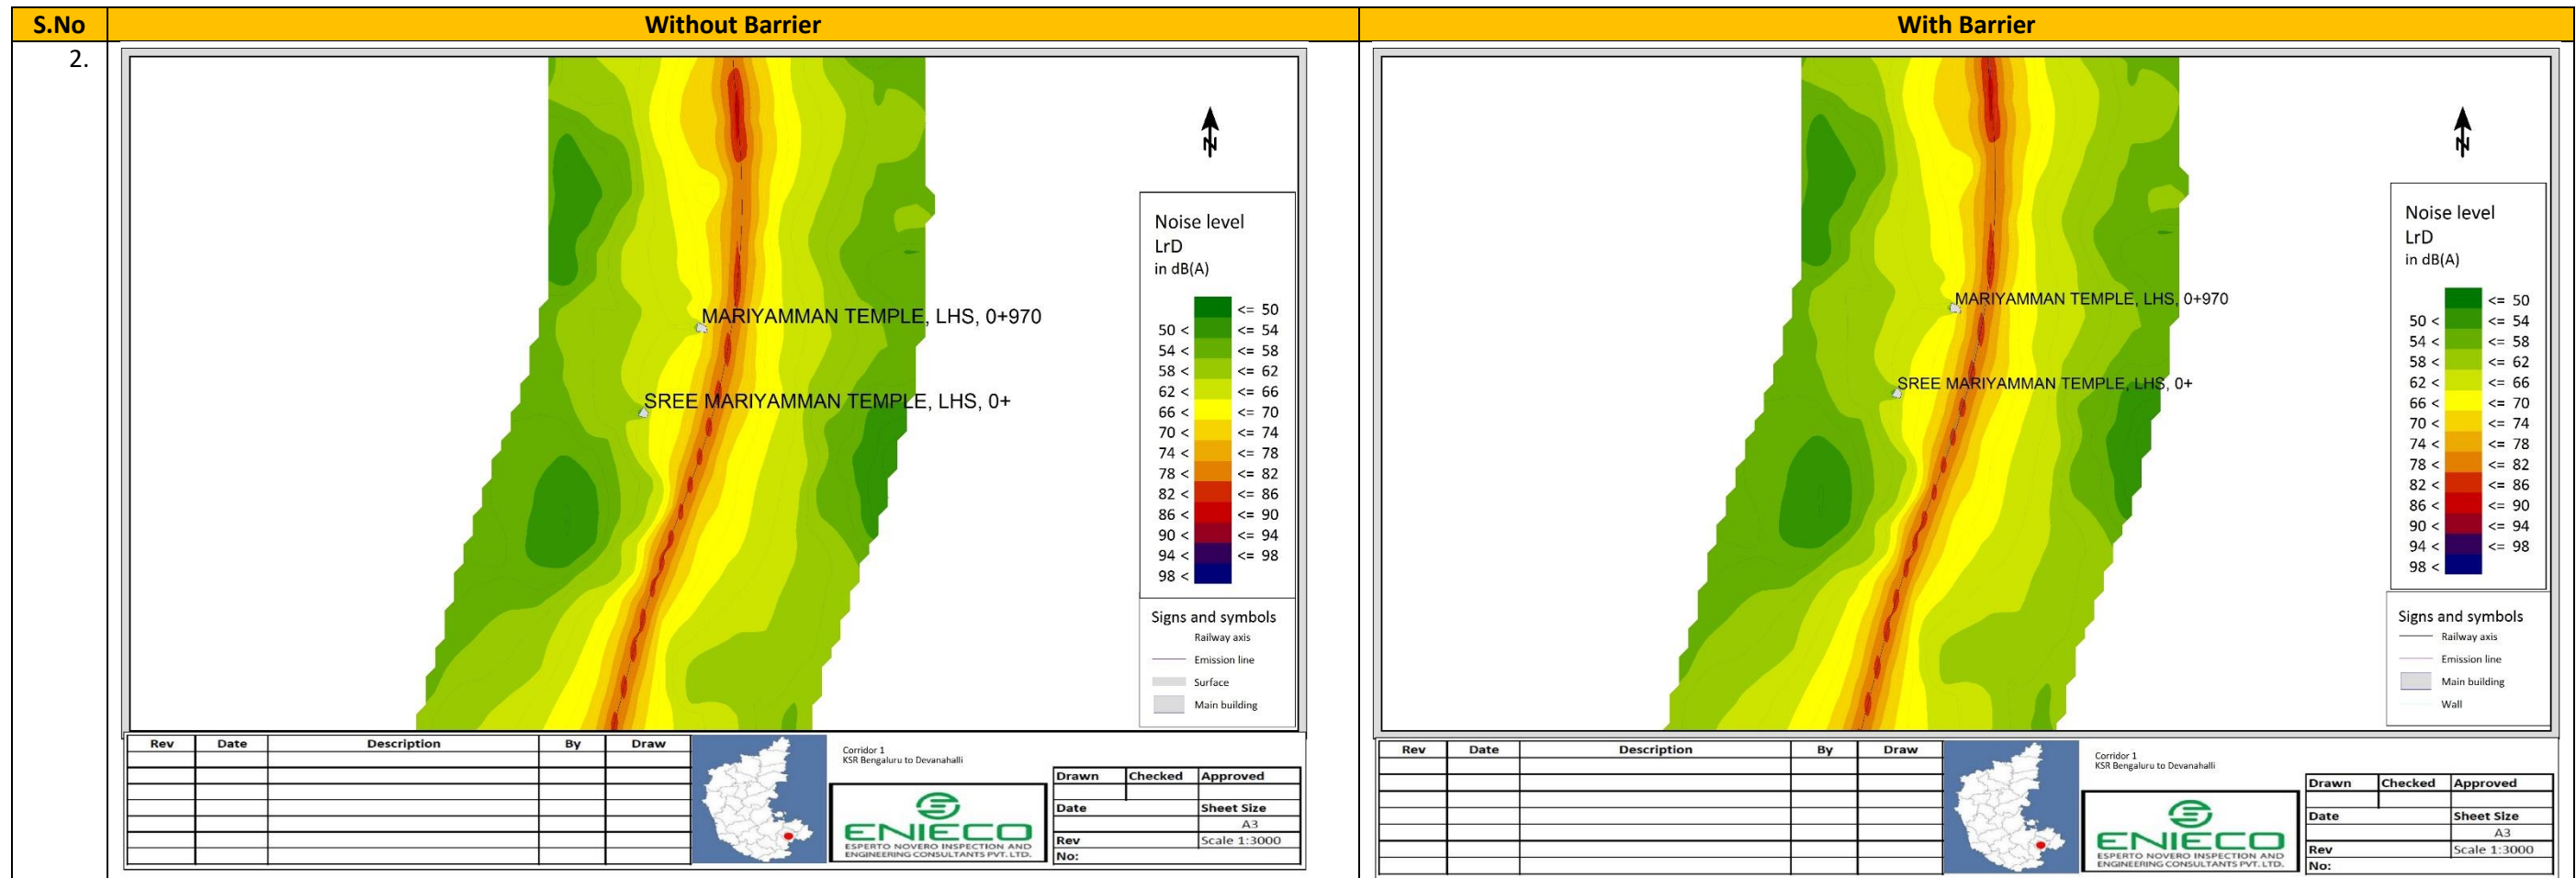 S.No Without Barrier With Barrier
2.
N
Noise level
LrD
in dB(A)
<= 50
50 < <= 54
54 < <= 58
58 < <= 62
62 < <= 66
66 < <= 70
70 < <= 74
74 < <= 78
78 < <= 82
82 < <= 86
86 < <= 90
90 < <= 94
94 < <= 98
98 <
MARIYAMMAN TEMPLE, LHS, 0+970
SREE MARIYAMMAN TEMPLE, LHS, 0+
Signs and symbols
Railway axis
Emission line
Surface
Main building
Rev Date Description By Draw
Corridor 1
KSR Bengaluru to Devanahalli
ENIECO
ESPERTO NOVERO INSPECTION AND
ENGINEERING CONSULTANTS PVT. LTD.
Drawn Checked Approved
Date Sheet Size
A3
Rev Scale 1:3000
No:
N
Noise level
LrD
in dB(A)
<= 50
50 < <= 54
54 < <= 58
58 < <= 62
62 < <= 66
66 < <= 70
70 < <= 74
74 < <= 78
78 < <= 82
82 < <= 86
86 < <= 90
90 < <= 94
94 < <= 98
98 <
MARIYAMMAN TEMPLE, LHS, 0+970
SREE MARIYAMMAN TEMPLE, LHS, 0+
Signs and symbols
Railway axis
Emission line
Main building
Wall
Rev Date Description By Draw
Corridor 1
KSR Bengaluru to Devanahalli
ENIECO
ESPERTO NOVERO INSPECTION AND
ENGINEERING CONSULTANTS PVT. LTD.
Drawn Checked Approved
Date Sheet Size
A3
Rev Scale 1:3000
No: